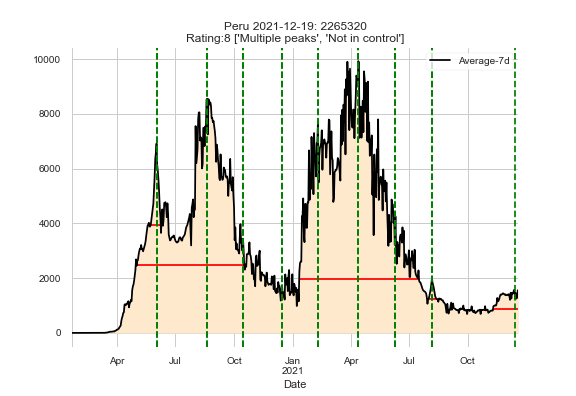 Peru 2021-12-19: 2265320
Rating:8 ['Multiple peaks', 'Not in control']
Average-7d
10000
8000
6000
4000
2000
0
Apr
Jul
Oct
Jan
2021
Apr
Jul
Oct
Date